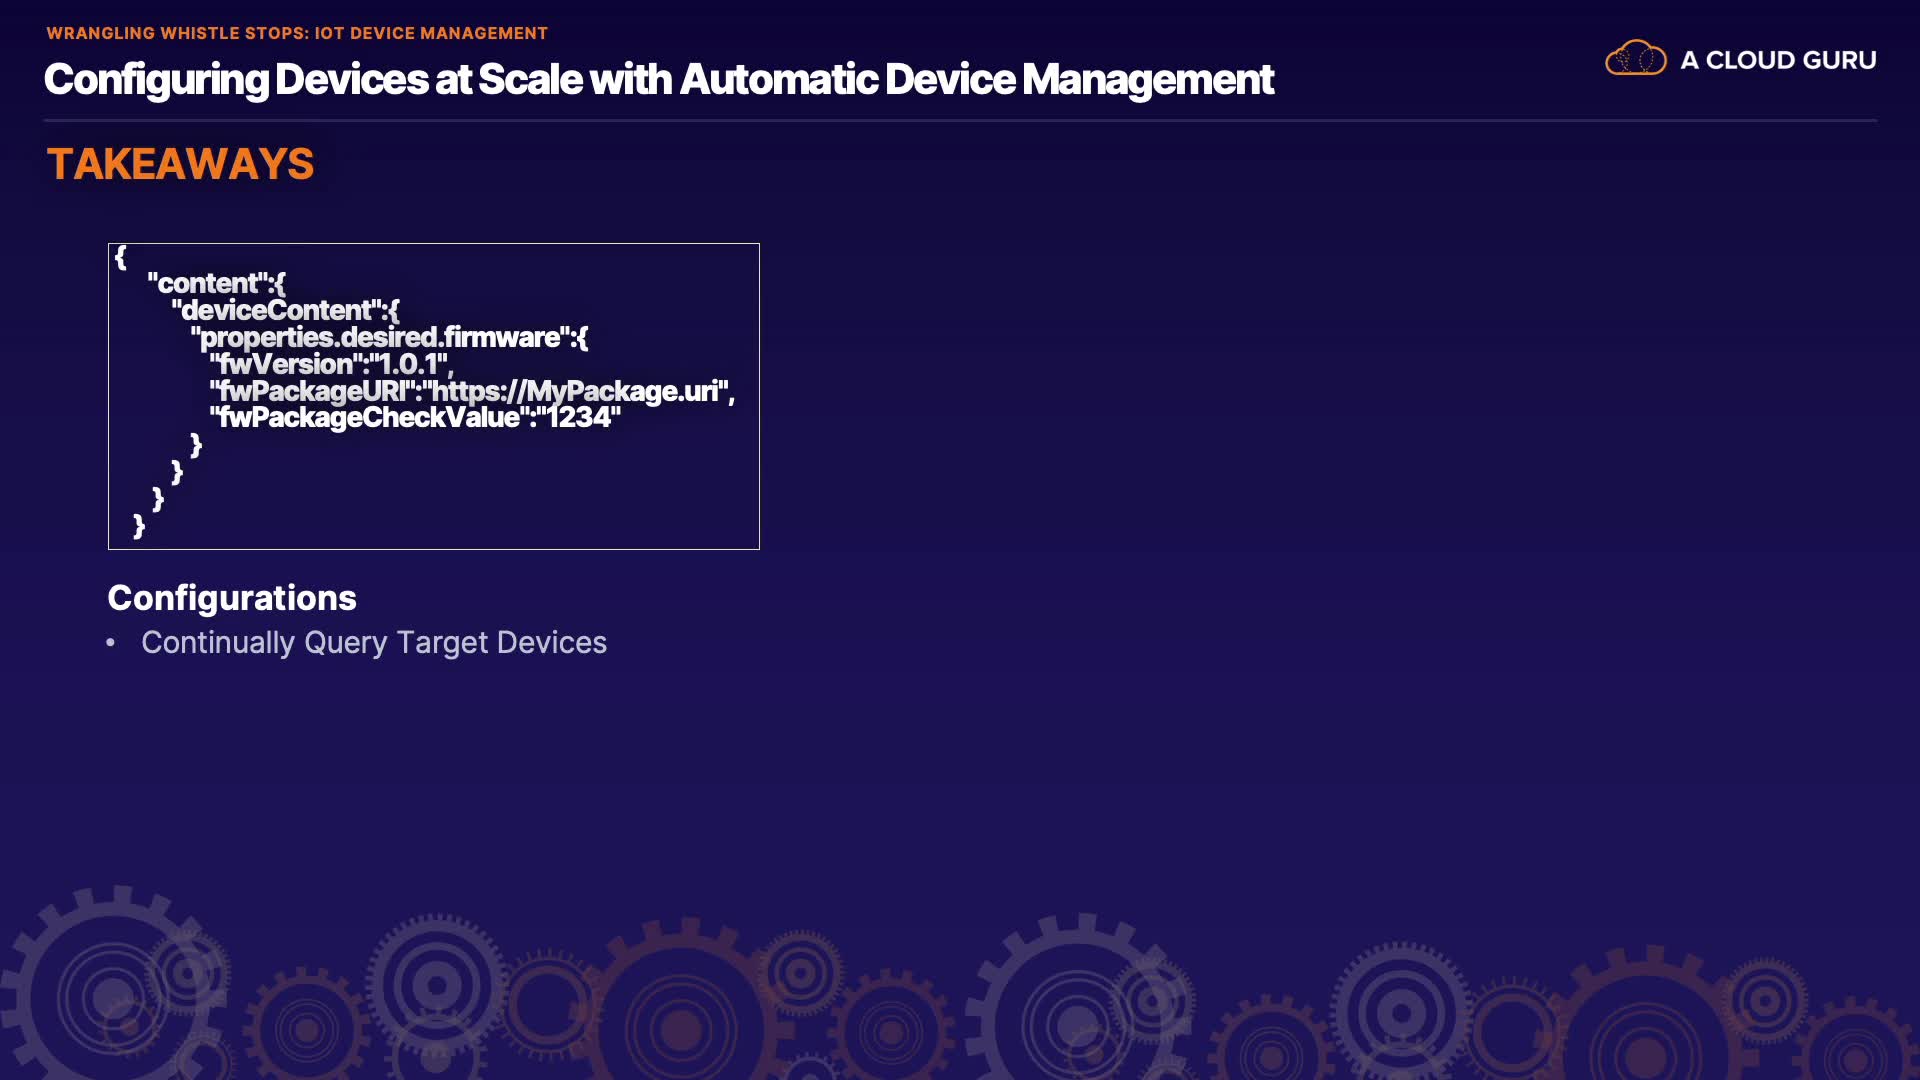 WRANGLING WHISTLE STOPS: IOT DEVICE MANAGEMENT
Configuring Devices at Scale with Automatic Device Management
A CLOUD GURU
TAKEAWAYS
{
"content":{
"deviceContent":{
"properties.desired.firmware":{
"fwVersion":"1.0.1",
"fwPackageURI":"https://MyPackage.uri",
"fwPackageCheckValue":"1234"
}
}
}
}
Configurations
• Continually Query Target Devices